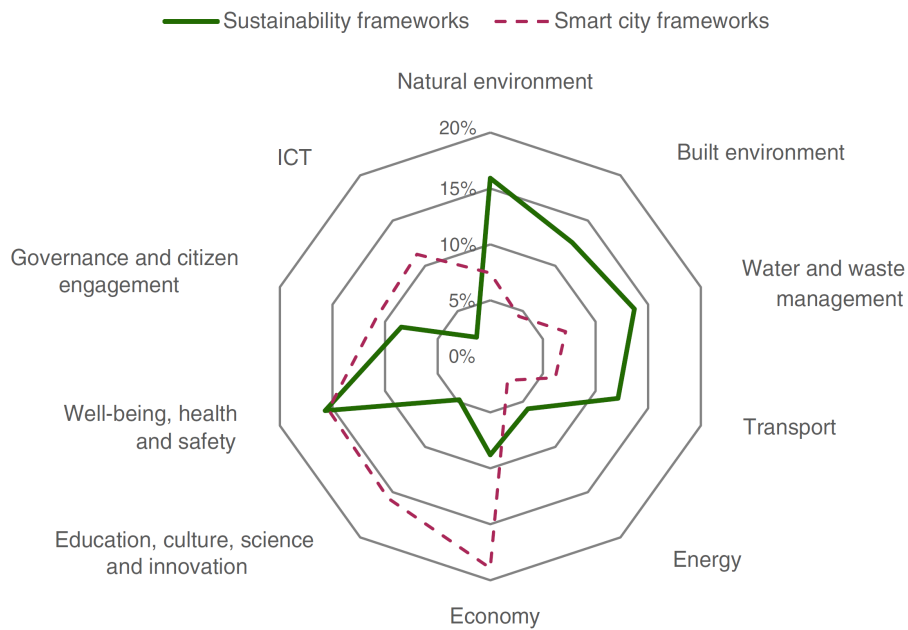 Sustainability frameworks
Smart city frameworks
Natural environment
20%
ICT
Built environment
15%
10%
Governance and citizen
engagement
Water and waste
management
5%
0%
Well-being, health
and safety
Transport
Education, culture, science
and innovation
Energy
Economy